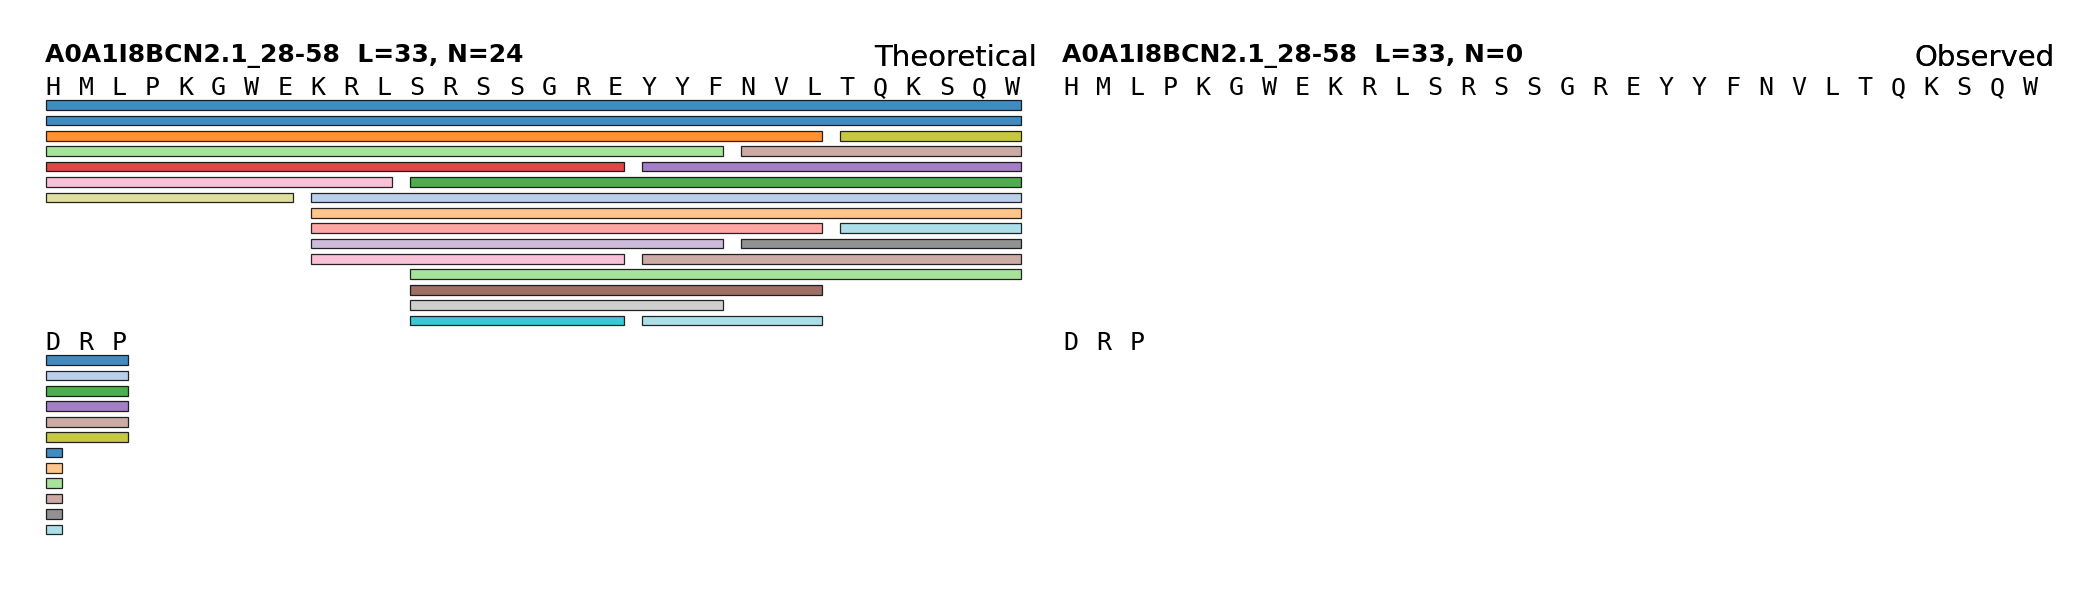 A0A1I8BCN2.1_28-58 L=33, N=24 Theoretical
H M L P K G W E K R L S R S S G R E Y Y F N V L T Q K S Q W
D R P
A0A1I8BCN2.1_28-58 L=33, N=0 Observed
H M L P K G W E K R L S R S S G R E Y Y F N V L T Q K S Q W
D R P